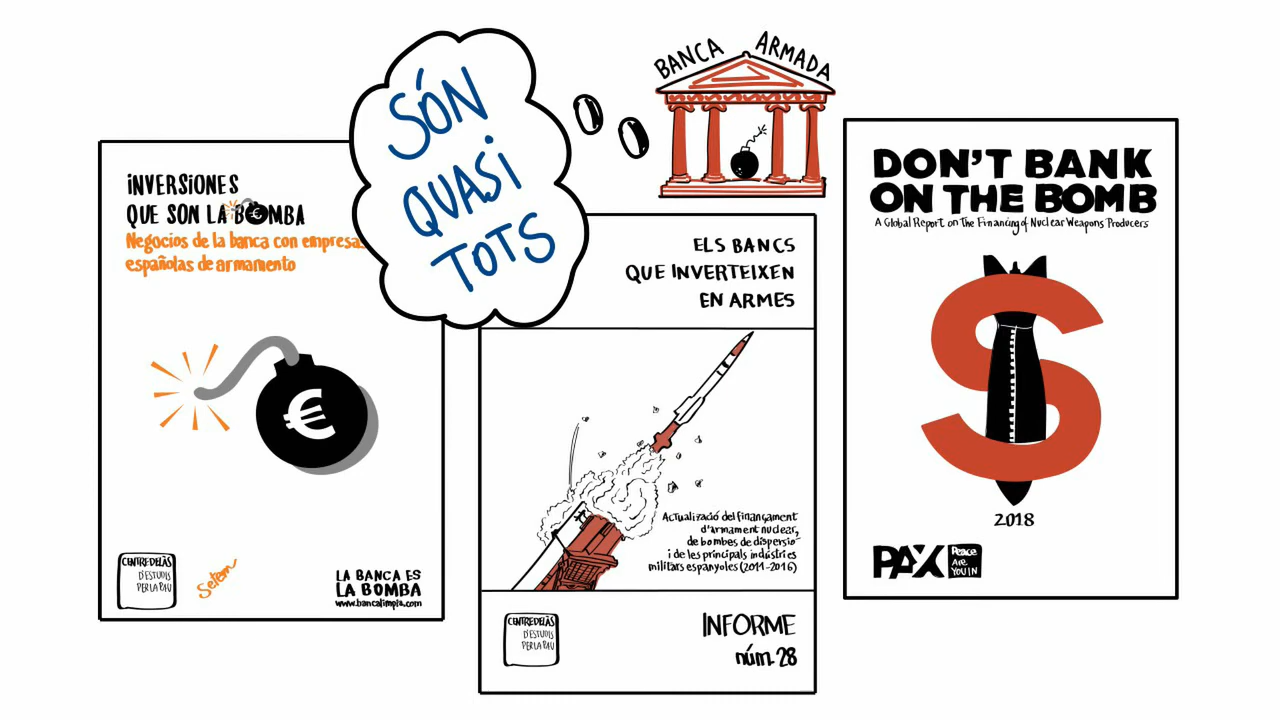 SÓN
QUASI
TOTS
BANCA ARMADA
INVERSIONES
QUE SON LA BOMBA
Negocios de la banca con empresas
españolas de armamento
€
CENTRE DELÀS
D'ESTUDIS
PER LA PAU
Setem
LA BANCA ES
LA BOMBA
www.bancalimpia.com
ELS BANCS
QUE INVERTEIXEN
EN ARMES
Actualizació del finançament
d'armament nuclear,
de bombes de dispersió
i de les principals indústries
militars espanyoles (2011-2016)
CENTRE DELÀS
D'ESTUDIS
PER LA PAU
INFORME
núm. 28
DON'T BANK
ON THE BOMB
A Global Report on the Financing of Nuclear Weapons Producers
S
2018
PAX
Peace
Are
YOU IN